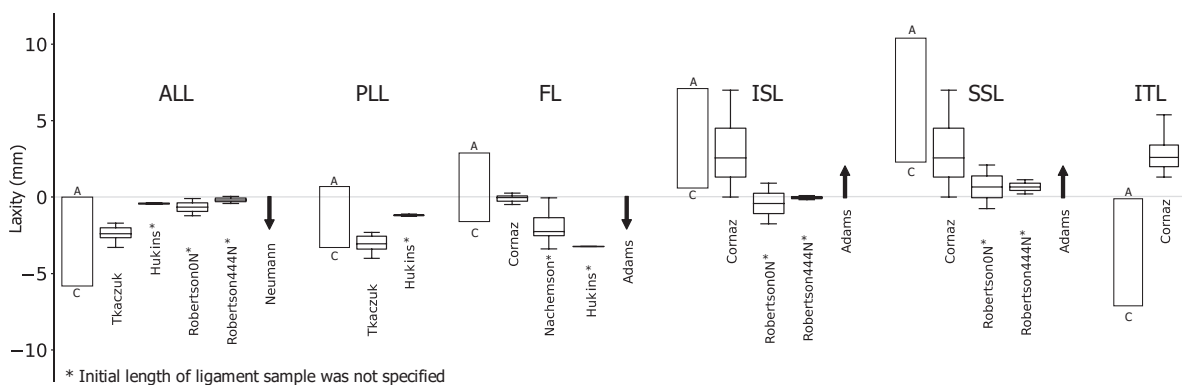 Laxity (mm)
10
5
0
−5
−10
ALL
PLL
FL
ISL
SSL
ITL
A
C
Tkaczuk
Hukins*
Robertson0N*
Robertson444N*
Neumann
A
C
Tkaczuk
Hukins*
A
C
Cornaz
Nachemson*
Hukins*
Adams
A
C
Cornaz
Robertson0N*
Robertson444N*
Adams
A
C
Cornaz
Robertson0N*
Robertson444N*
Adams
A
C
Cornaz
* Initial length of ligament sample was not specified